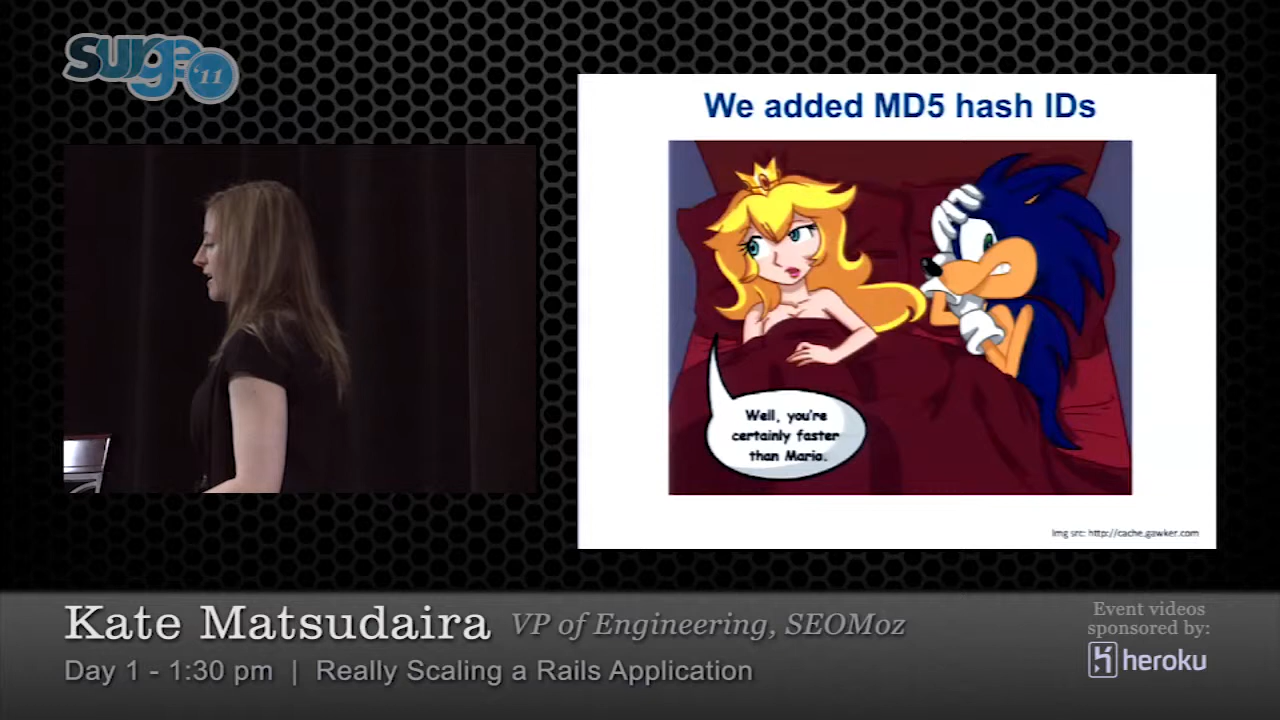 surge '11
We added MD5 hash IDs
Well, you're
certainly faster
than Mario.
Img src: http://cache.gawker.com
Kate Matsudaira VP of Engineering, SEOMoz
Day 1 - 1:30 pm | Really Scaling a Rails Application
Event videos
sponsored by:
heroku